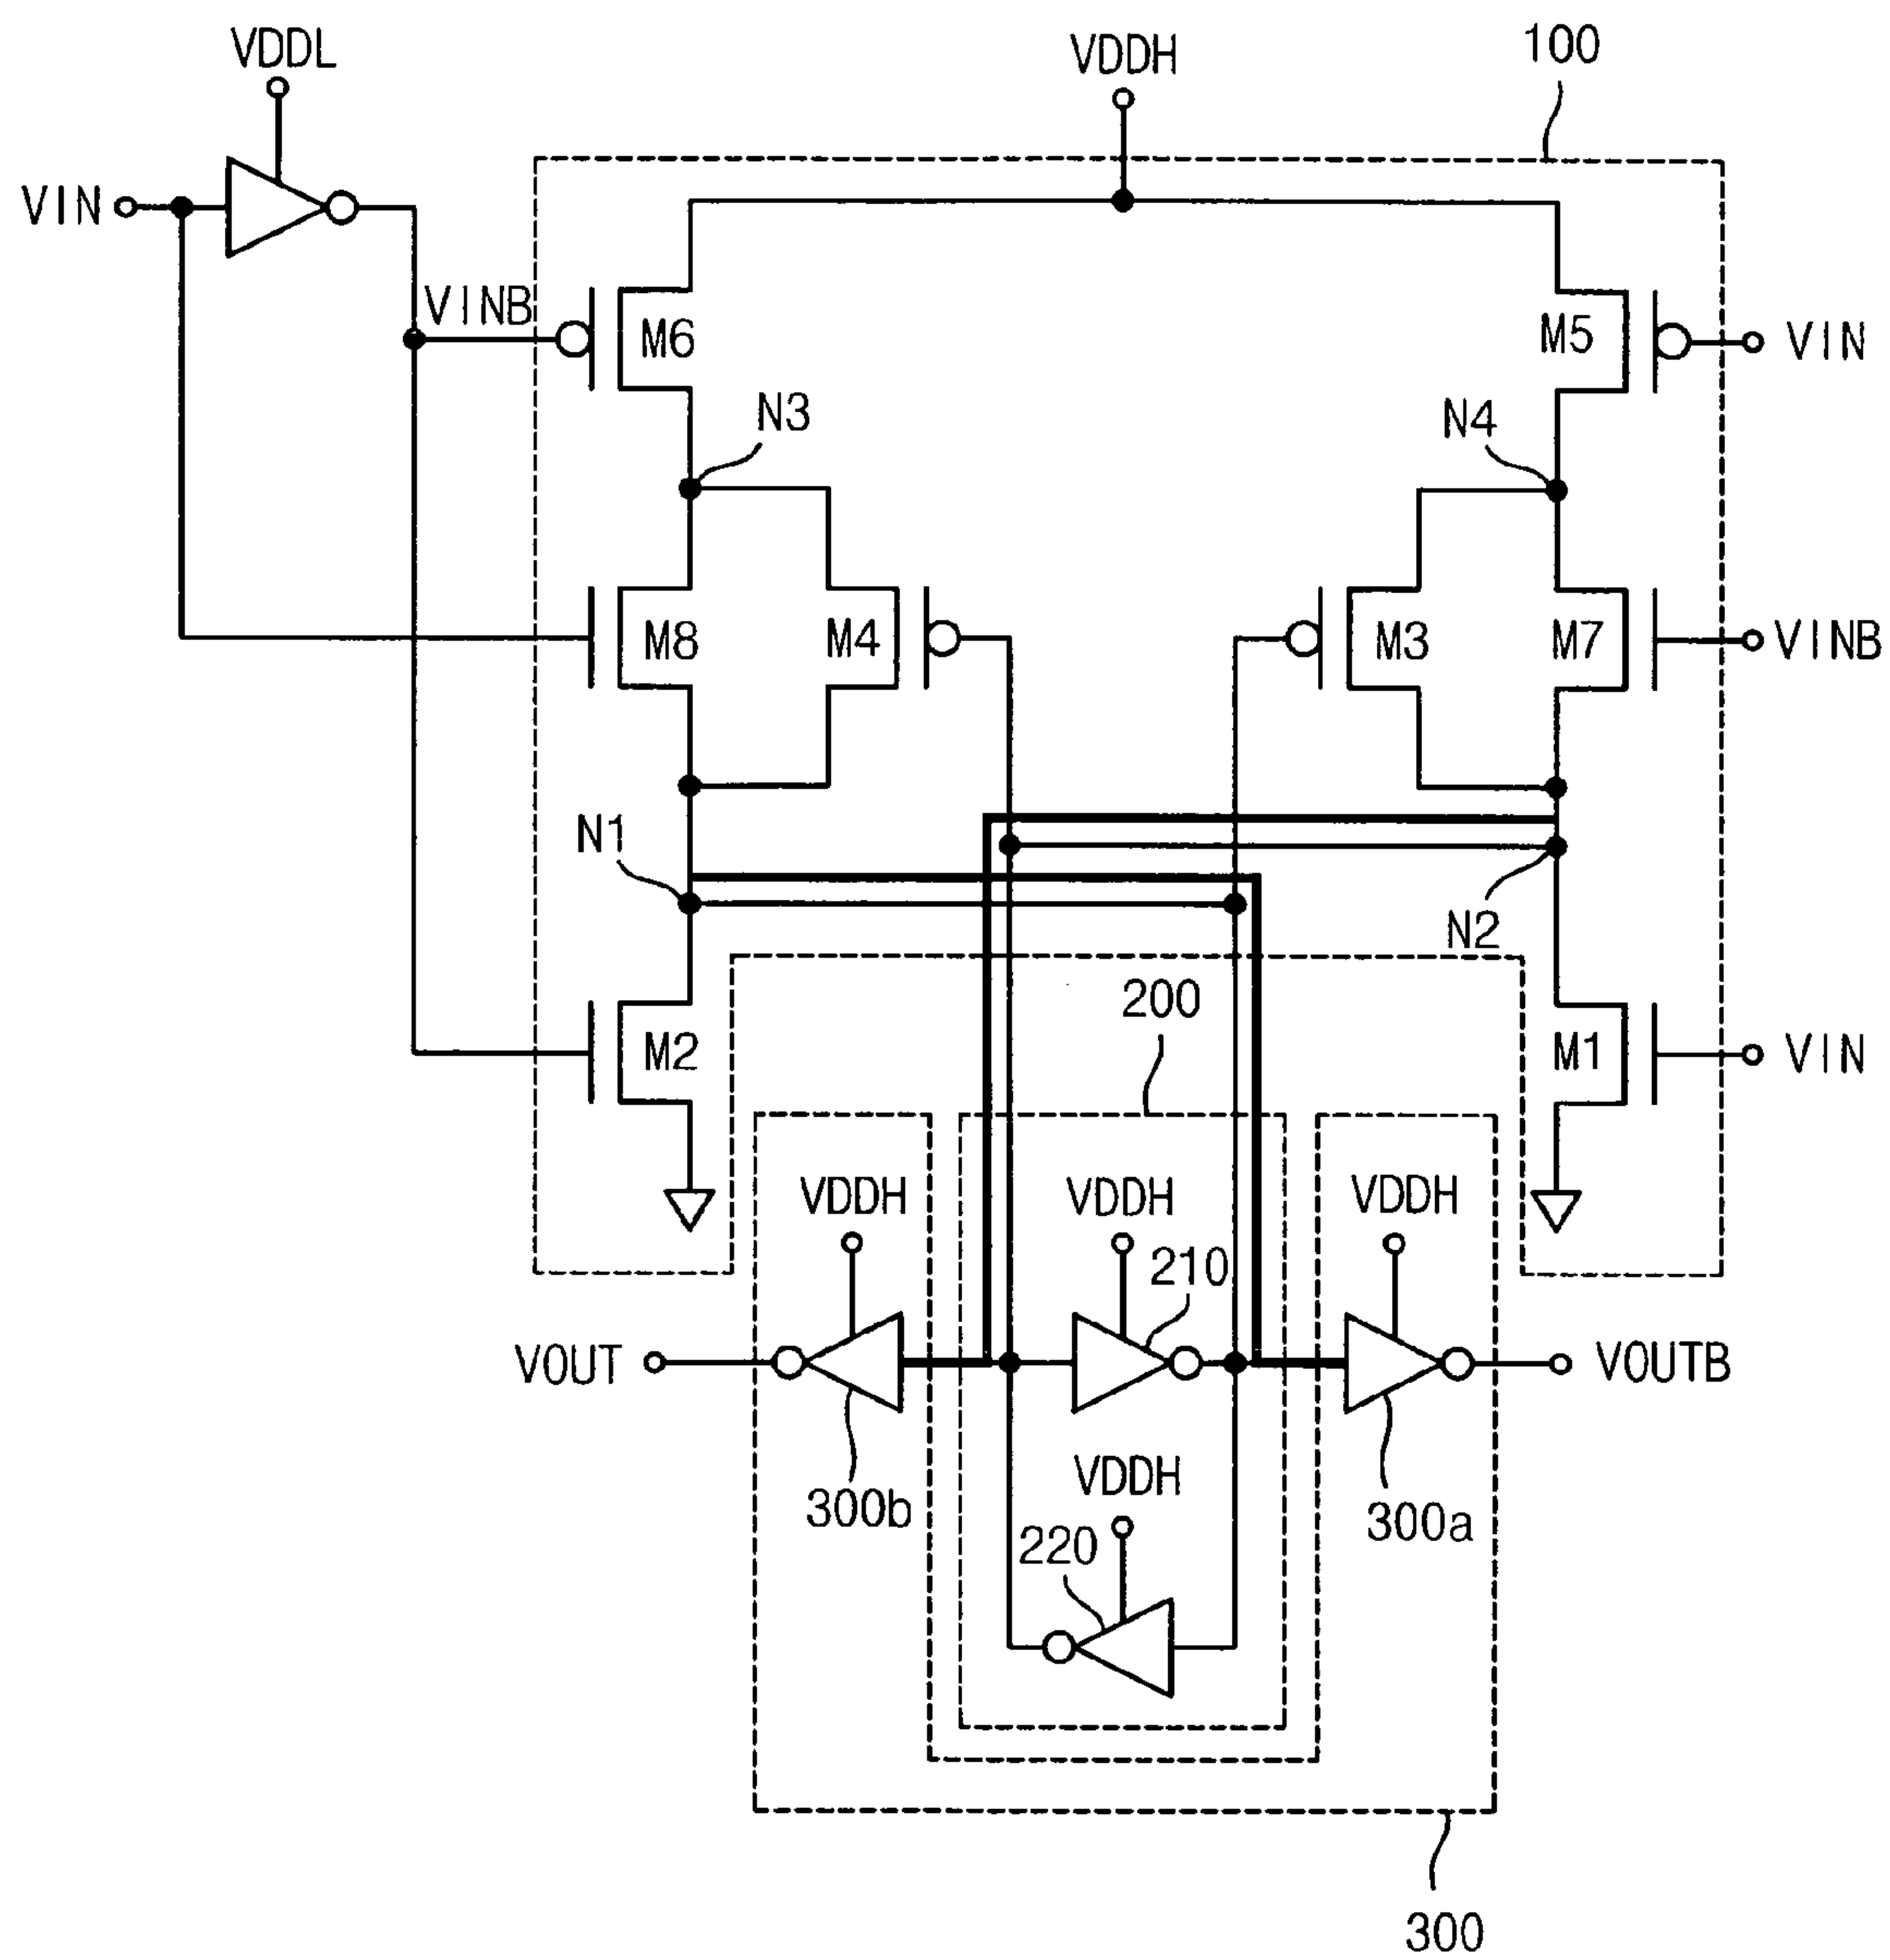 VDDL
VDDH
100
VIN
VINB
M6
M5
VIN
N3
N4
M8
M4
M3
M7
VINB
N1
N2
200
M2
M1
VIN
VDDH
VDDH
VDDH
210
VOUT
VOUTB
VDDH
300b
300a
220
300